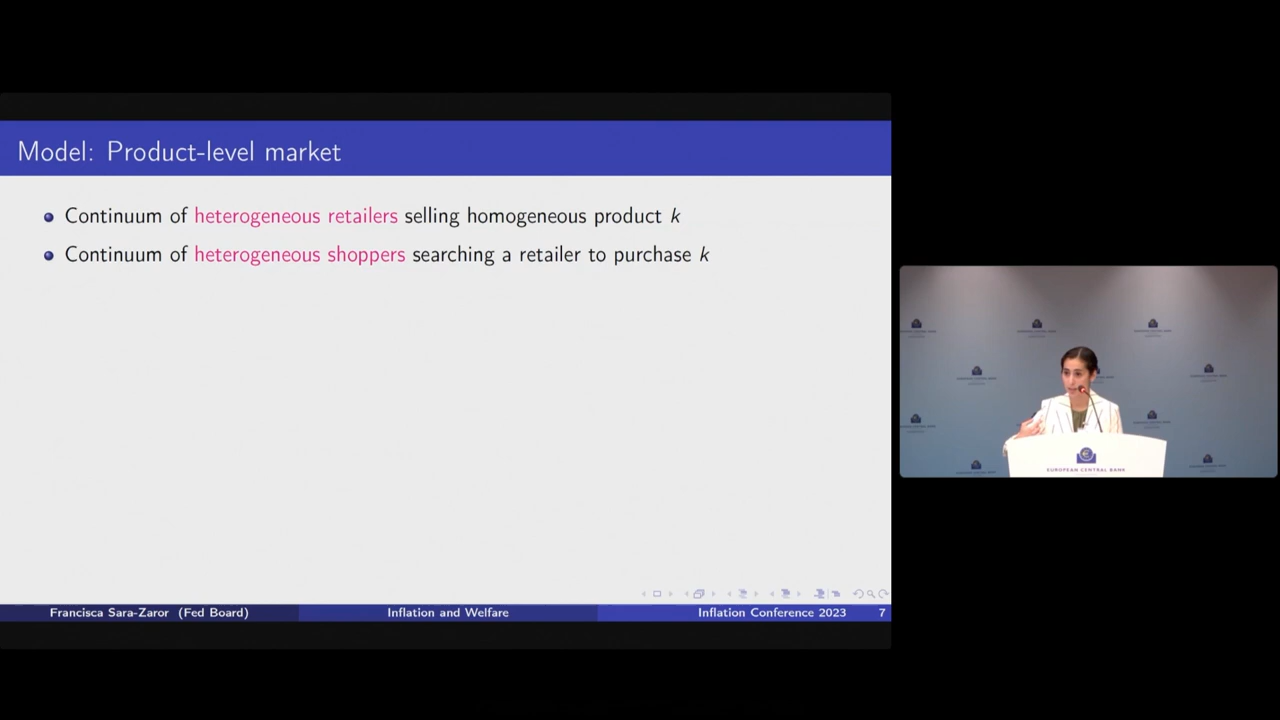 Model: Product-level market
Continuum of heterogeneous retailers selling homogeneous product k
Continuum of heterogeneous shoppers searching a retailer to purchase k
Francisca Sara-Zaror (Fed Board)
Inflation and Welfare
Inflation Conference 2023
7
EUROPEAN CENTRAL BANK